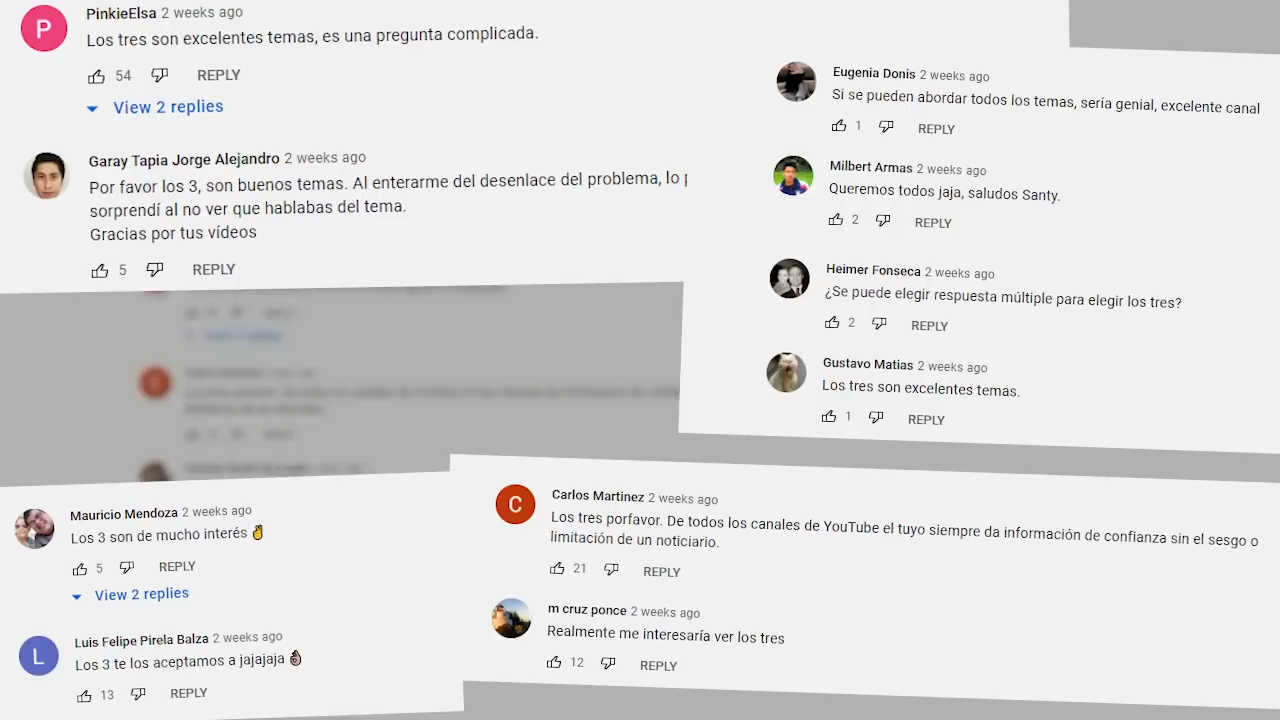 PinkieElsa 2 weeks ago
Los tres son excelentes temas, es una pregunta complicada.
54 REPLY
View 2 replies
Garay Tapia Jorge Alejandro 2 weeks ago
Por favor los 3, son buenos temas. Al enterarme del desenlace del problema, lo
sorprendí al no ver que hablabas del tema.
Gracias por tus vídeos
5 REPLY
Eugenia Donis 2 weeks ago
Si se pueden abordar todos los temas, sería genial, excelente canal
1 REPLY
Milbert Armas 2 weeks ago
Queremos todos jaja, saludos Santy.
2 REPLY
Heimer Fonseca 2 weeks ago
¿Se puede elegir respuesta múltiple para elegir los tres?
2 REPLY
Gustavo Matias 2 weeks ago
Los tres son excelentes temas.
1 REPLY
Mauricio Mendoza 2 weeks ago
Los 3 son de mucho interés ✌
5 REPLY
View 2 replies
L
Luis Felipe Pirela Balza 2 weeks ago
Los 3 te los aceptamos a jajajaja 👌🏾
13 REPLY
C
Carlos Martinez 2 weeks ago
Los tres porfavor. De todos los canales de YouTube el tuyo siempre da información de confianza sin el sesgo o
limitación de un noticiario.
21 REPLY
m cruz ponce 2 weeks ago
Realmente me interesaría ver los tres
12 REPLY
P